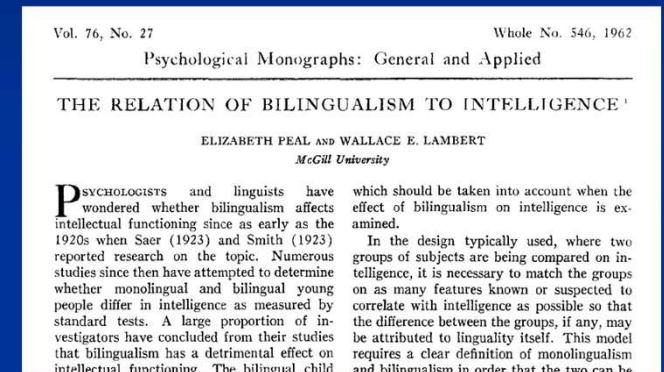 Vol. 76, No. 27
Whole No. 546, 1962
Psychological Monographs: General and Applied
THE RELATION OF BILINGUALISM TO INTELLIGENCE ¹
ELIZABETH PEAL AND WALLACE E. LAMBERT
McGill University
PSYCHOLOGISTS and linguists have
wondered whether bilingualism affects
intellectual functioning since as early as the
1920s when Saer (1923) and Smith (1923)
reported research on the topic. Numerous
studies since then have attempted to determine
whether monolingual and bilingual young
people differ in intelligence as measured by
standard tests. A large proportion of in-
vestigators have concluded from their studies
that bilingualism has a detrimental effect on
intellectual functioning. The bilingual child
which should be taken into account when the
effect of bilingualism on intelligence is ex-
amined.
In the design typically used, where two
groups of subjects are being compared on in-
telligence, it is necessary to match the groups
on as many features known or suspected to
correlate with intelligence as possible so that
the difference between the groups, if any, may
be attributed to linguality itself. This model
requires a clear definition of monolingualism
and bilingualism in order that the two can be